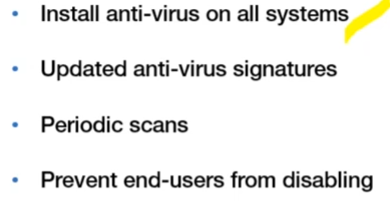 • Install anti-virus on all systems
• Updated anti-virus signatures
• Periodic scans
• Prevent end-users from disabling